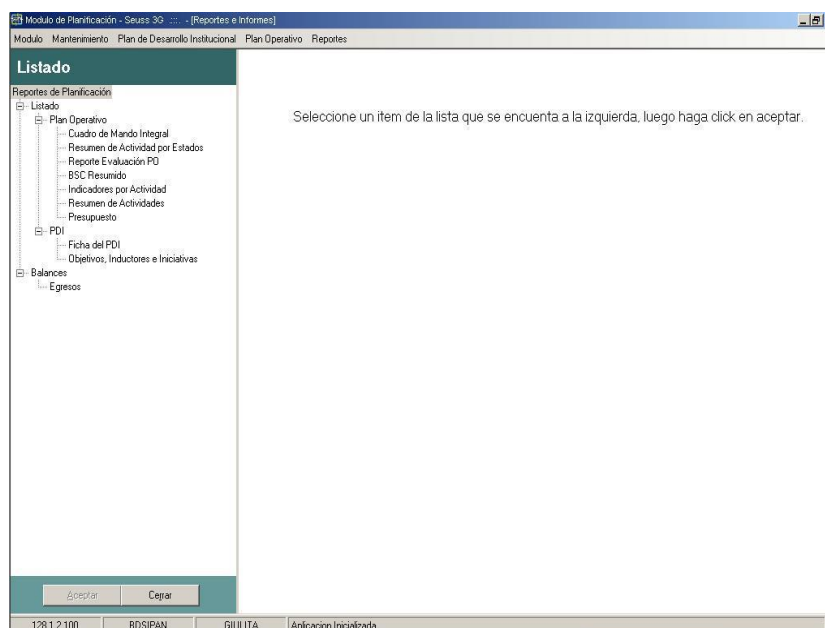 Modulo de Planificación - Seuss 3G .:::. - [Reportes e Informes]
Modulo Mantenimiento Plan de Desarrollo Institucional Plan Operativo Reportes
Listado
Reportes de Planificación
Listado
Plan Operativo
Cuadro de Mando Integral
Resumen de Actividad por Estados
Reporte Evaluación PO
BSC Resumido
Indicadores por Actividad
Resumen de Actividades
Presupuesto
PDI
Ficha del PDI
Objetivos, Inductores e Iniciativas
Balances
Egresos
Seleccione un item de la lista que se encuenta a la izquierda, luego haga click en aceptar.
Aceptar Cerrar
128.1.2.100 BDSIPAN GIULITA Aplicacion Inicializada